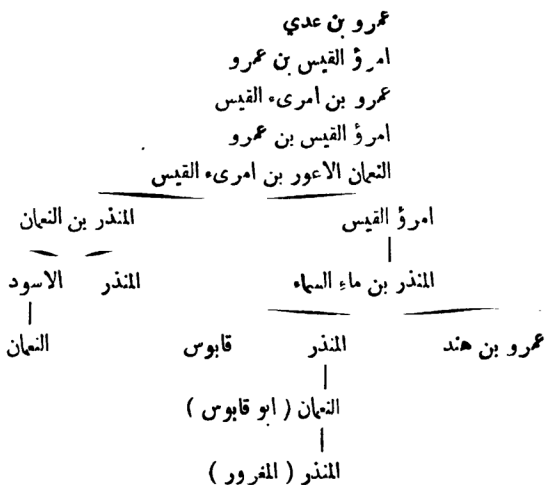 عمرو بن عدي
امرؤ القيس بن عمرو
عمرو بن امرىء القيس
امرؤ القيس بن عمرو
النعمان الاعور بن امرىء القيس
امرؤ القيس المنذر بن النعمان
المنذر بن ماءِ السماء المنذر الاسود
عمرو بن هند المنذر قابوس النعمان
النعمان ( ابو قابوس )
المنذر ( المغرور )